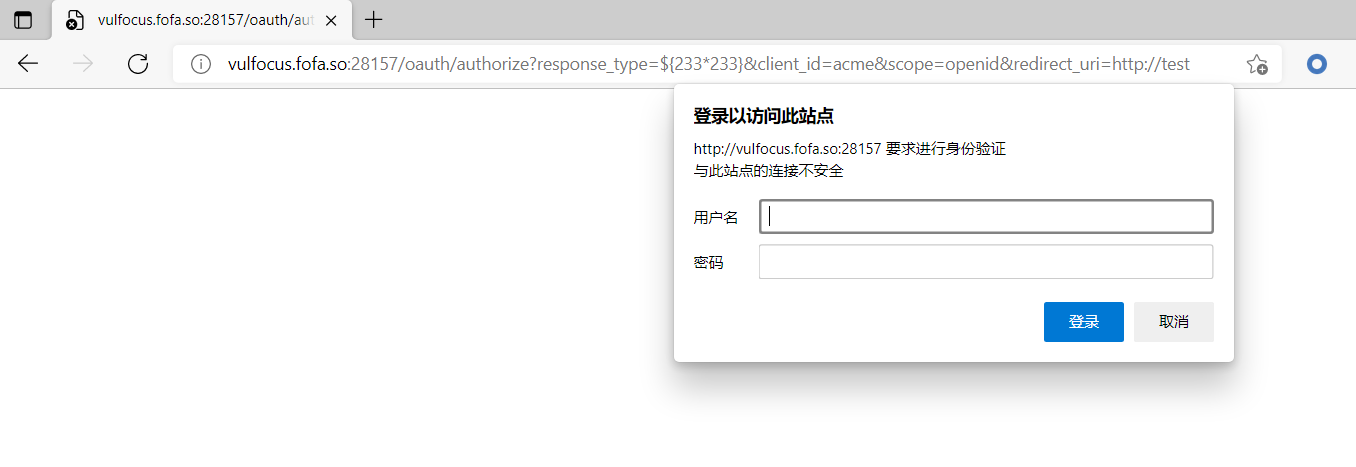 vulfocus.fofa.so:28157/oauth/aut
vulfocus.fofa.so:28157/oauth/authorize?response_type=${233*233}&client_id=acme&scope=openid&redirect_uri=http://test
登录以访问此站点
http://vulfocus.fofa.so:28157 要求进行身份验证
与此站点的连接不安全
用户名
密码
登录 取消